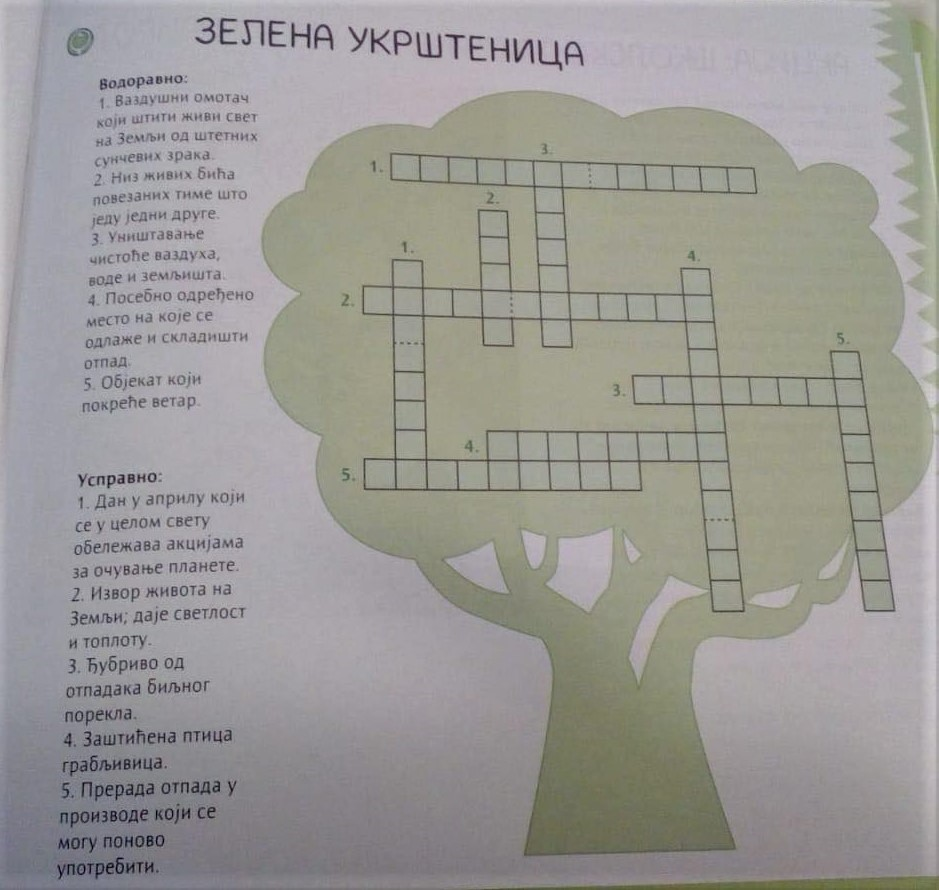 ЗЕЛЕНА УКРШТЕНИЦА
Водоравно:
1. Ваздушни омотач
који штити живи свет
на Земљи од штетних
сунчевих зрака.
2. Низ живих бића
повезаних тиме што
једу једни друге.
3. Уништавање
чистоће ваздуха,
воде и земљишта.
4. Посебно одређено
место на које се
одлаже и складишти
отпад.
5. Објекат који
покреће ветар.
Усправно:
1. Дан у априлу који
се у целом свету
обележава акцијама
за очување планете.
2. Извор живота на
Земљи; даје светлост
и топлоту.
3. Ђубриво од
отпадака биљног
порекла.
4. Заштићена птица
грабљивица.
5. Прерада отпада у
производе који се
могу поново
употребити.
3.
1.
2.
1.
4.
2.
5.
3.
4.
5.